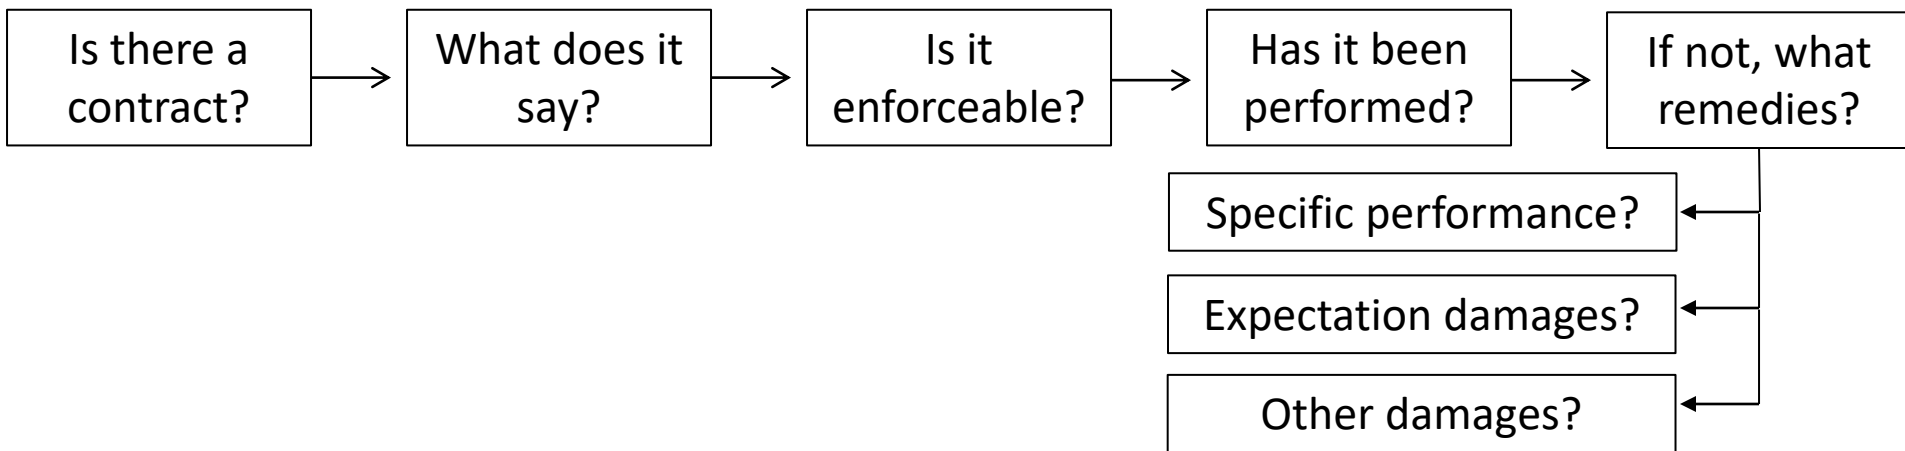 Is there a
contract?
What does it
say?
Is it
enforceable?
Has it been
performed?
If not, what
remedies?
Specific performance?
Expectation damages?
Other damages?